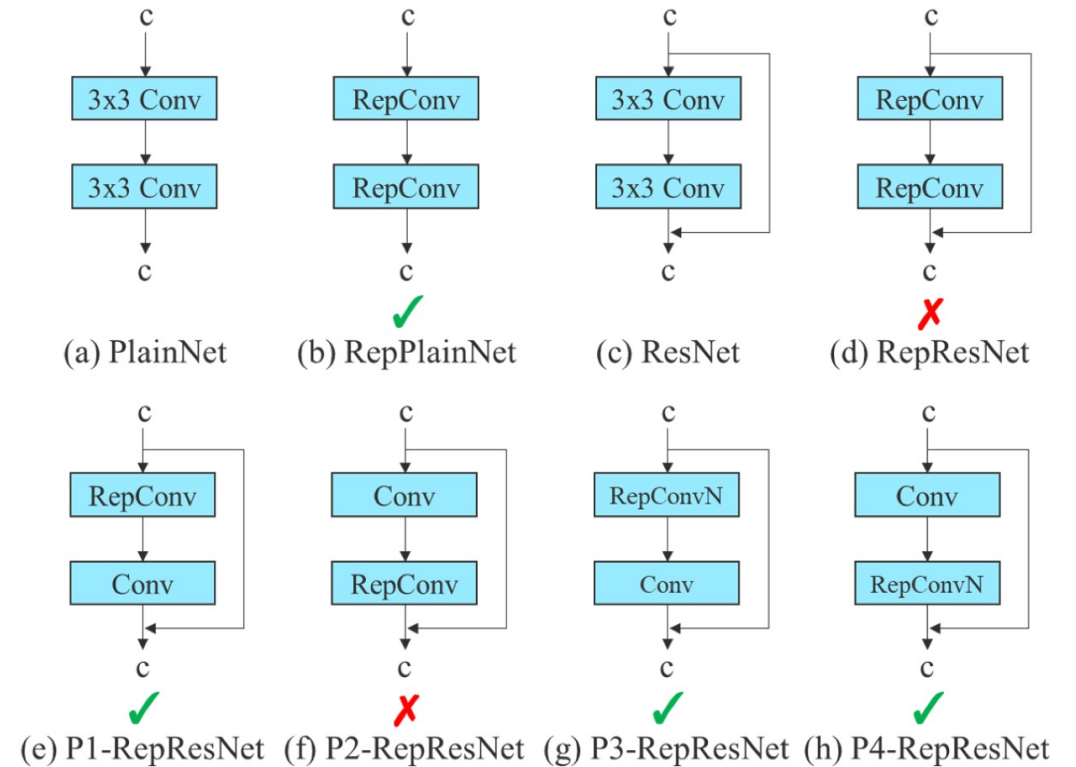 c c c c
3x3 Conv RepConv 3x3 Conv RepConv
3x3 Conv RepConv 3x3 Conv RepConv
c c c c
(a) PlainNet (b) RepPlainNet (c) ResNet (d) RepResNet
c c c c
RepConv Conv RepConvN Conv
Conv RepConv Conv RepConvN
c c c c
(e) P1-RepResNet (f) P2-RepResNet (g) P3-RepResNet (h) P4-RepResNet